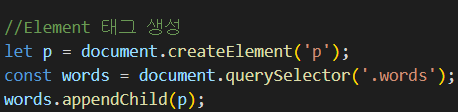 //Element 태그 생성
let p = document.createElement('p');
const words = document.querySelector('.words');
words.appendChild(p);